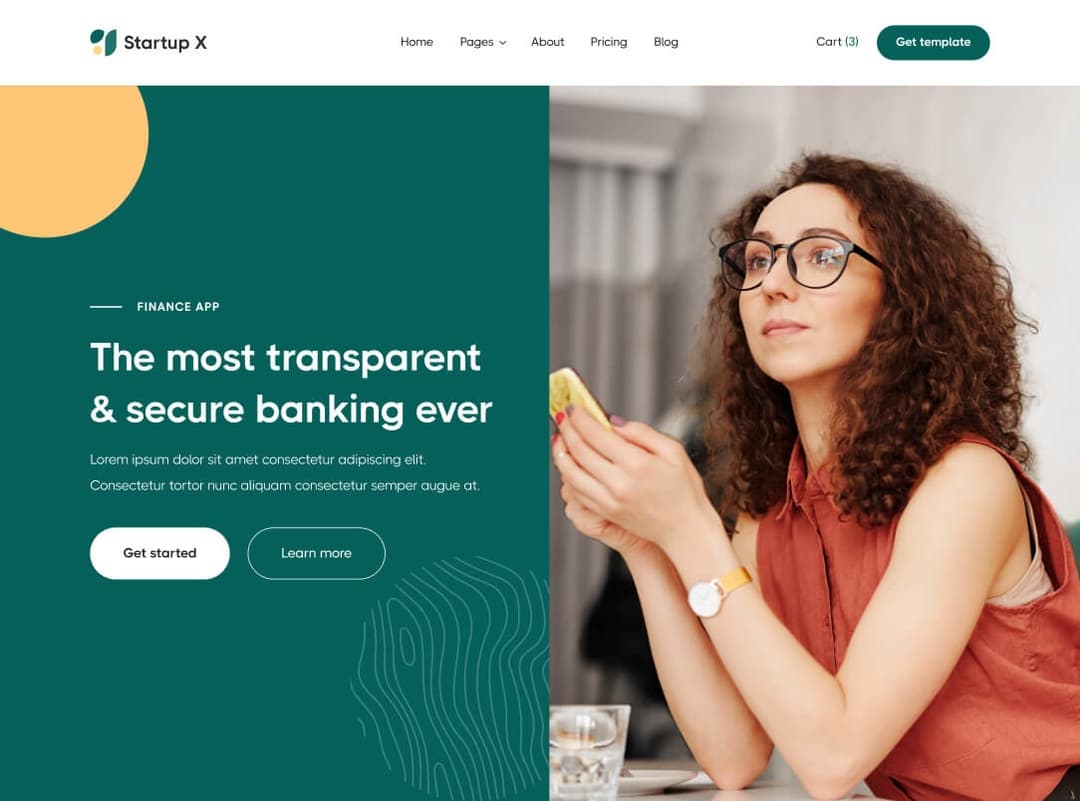 Startup X
Home
Pages
About
Pricing
Blog
Cart (3)
Get template
FINANCE APP
The most transparent
& secure banking ever
Lorem ipsum dolor sit amet consectetur adipiscing elit.
Consectetur tortor nunc aliquam consectetur semper augue at.
Get started
Learn more